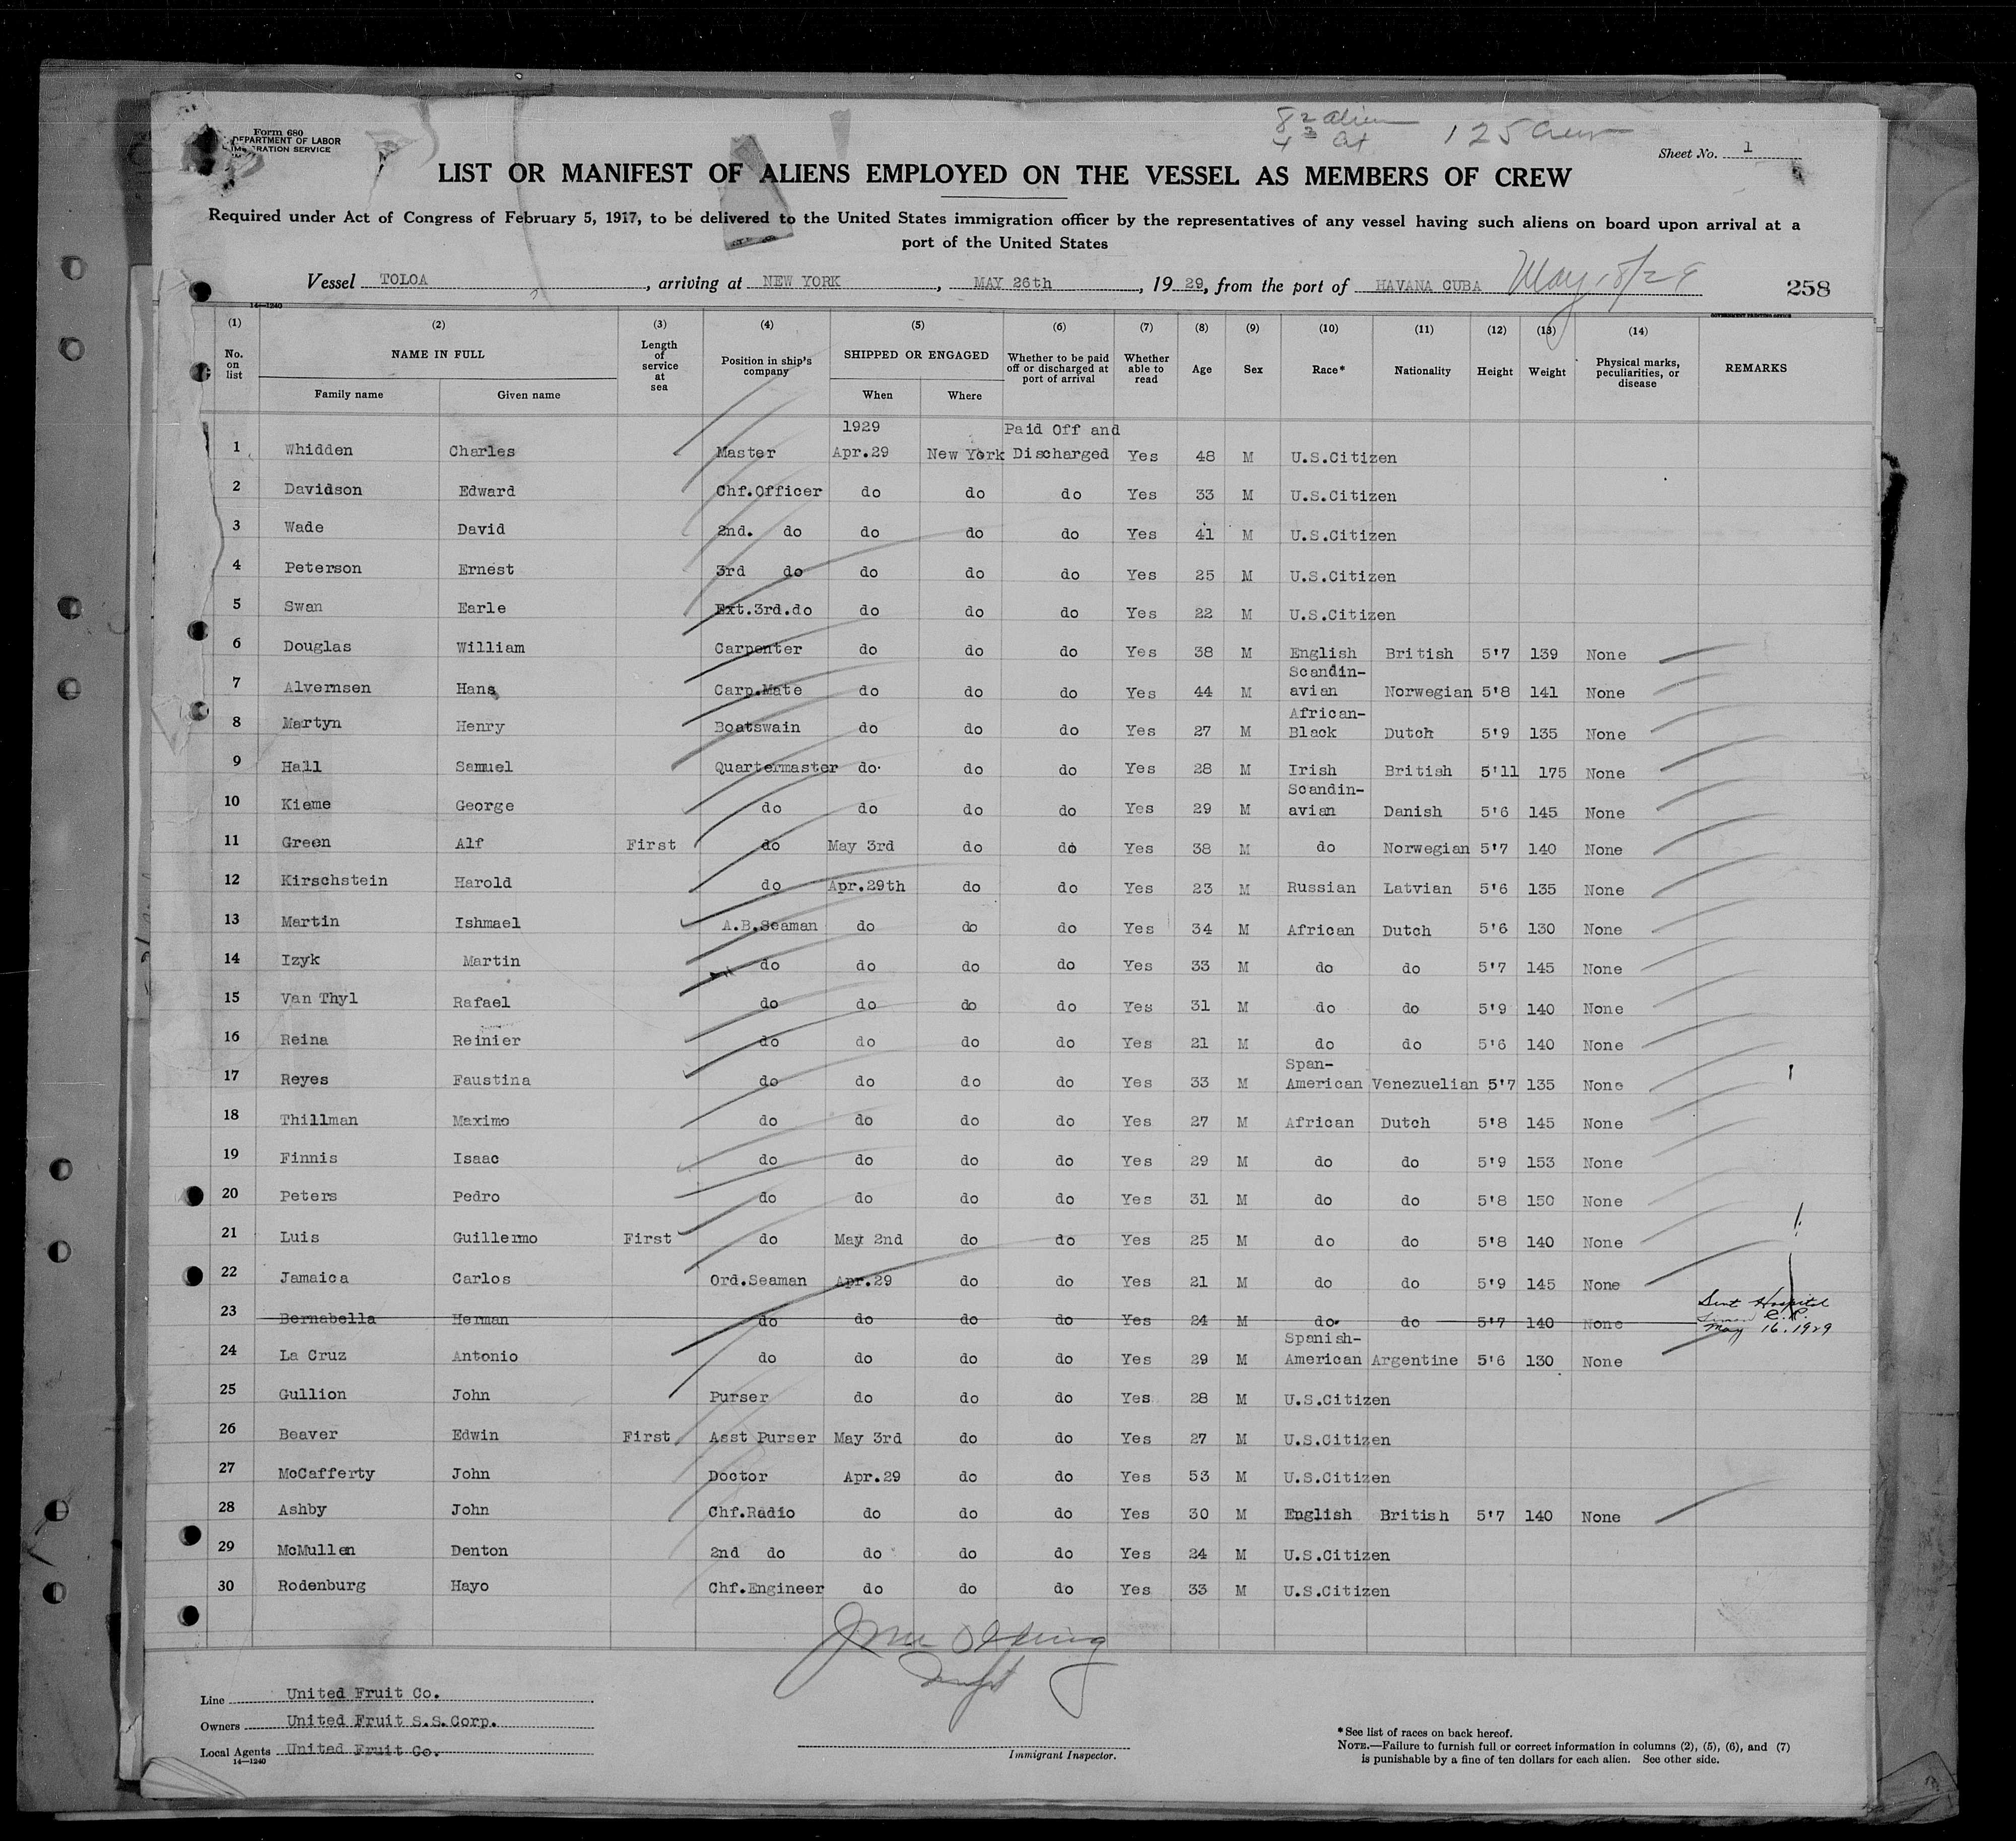 Form 680
DEPARTMENT OF LABOR
IMMIGRATION SERVICE
82 alien
43 Cit
125 Crew
Sheet No. 1
LIST OR MANIFEST OF ALIENS EMPLOYED ON THE VESSEL AS MEMBERS OF CREW
Required under Act of Congress of February 5, 1917, to be delivered to the United States immigration officer by the representatives of any vessel having such aliens on board upon arrival at a
port of the United States
Vessel TOLOA, arriving at NEW YORK, MAY 26th, 1929, from the port of HAVANA CUBA
258
14—1240
GOVERNMENT PRINTING OFFICE
(1) (2) (3) (4) (5) (6) (7) (8) (9) (10) (11) (12) (13) (14)
No. on list NAME IN FULL Family name Given name Length of service at sea Position in ship's company SHIPPED OR ENGAGED When Where Whether to be paid off or discharged at port of arrival Whether able to read Age Sex Race* Nationality Height Weight Physical marks, peculiarities, or disease REMARKS
1929 Paid Off and
1 Whidden Charles Master Apr.29 New York Discharged Yes 48 M U.S.Citizen
2 Davidson Edward Chf.Officer do do do Yes 33 M U.S.Citizen
3 Wade David 2nd. do do do do Yes 41 M U.S.Citizen
4 Peterson Ernest 3rd do do do do Yes 25 M U.S.Citizen
5 Swan Earle Ext.3rd.do do do do Yes 22 M U.S.Citizen
6 Douglas William Carpenter do do do Yes 38 M English British 5'7 139 None
7 Alvernsen Hans Carp.Mate do do do Yes 44 M Scandin-avian Norwegian 5'8 141 None
8 Martyn Henry Boatswain do do do Yes 27 M African-Black Dutch 5'9 135 None
9 Hall Samuel Quartermaster do do do Yes 28 M Irish British 5'11 175 None
10 Kieme George do do do do Yes 29 M Scandin-avian Danish 5'6 145 None
11 Green Alf First do May 3rd do do Yes 38 M do Norwegian 5'7 140 None
12 Kirschstein Harold do Apr.29th do do Yes 23 M Russian Latvian 5'6 135 None
13 Martin Ishmael A.B.Seaman do do do Yes 34 M African Dutch 5'6 130 None
14 Izyk Martin do do do do Yes 33 M do do 5'7 145 None
15 Van Thyl Rafael do do do do Yes 31 M do do 5'9 140 None
16 Reina Reinier do do do do Yes 21 M do do 5'6 140 None
17 Reyes Faustina do do do do Yes 33 M Span-American Venezuelian 5'7 135 None
18 Thillman Maximo do do do do Yes 27 M African Dutch 5'8 145 None
19 Finnis Isaac do do do do Yes 29 M do do 5'9 153 None
20 Peters Pedro do do do do Yes 31 M do do 5'8 150 None
21 Luis Guillermo First do May 2nd do do Yes 25 M do do 5'8 140 None
22 Jamaica Carlos Ord.Seaman Apr.29 do do Yes 21 M do do 5'9 145 None
23 Bernabella Herman do do do do Yes 24 M do do 5'7 140 None Sent Hospital
May 16. 1929
24 La Cruz Antonio do do do do Yes 29 M Spanish-American Argentine 5'6 130 None
25 Gullion John Purser do do do Yes 28 M U.S.Citizen
26 Beaver Edwin First Asst Purser May 3rd do do Yes 27 M U.S.Citizen
27 McCafferty John Doctor Apr.29 do do Yes 53 M U.S.Citizen
28 Ashby John Chf.Radio do do do Yes 30 M English British 5'7 140 None
29 McMullen Denton 2nd do do do do Yes 24 M U.S.Citizen
30 Rodenburg Hayo Chf.Engineer do do do Yes 33 M U.S.Citizen
Line United Fruit Co.
Owners United Fruit S.S.Corp.
Local Agents United Fruit Co.
14—1240
Immigrant Inspector.
*See list of races on back hereof.
NOTE.—Failure to furnish full or correct information in columns (2), (5), (6), and (7)
is punishable by a fine of ten dollars for each alien. See other side.